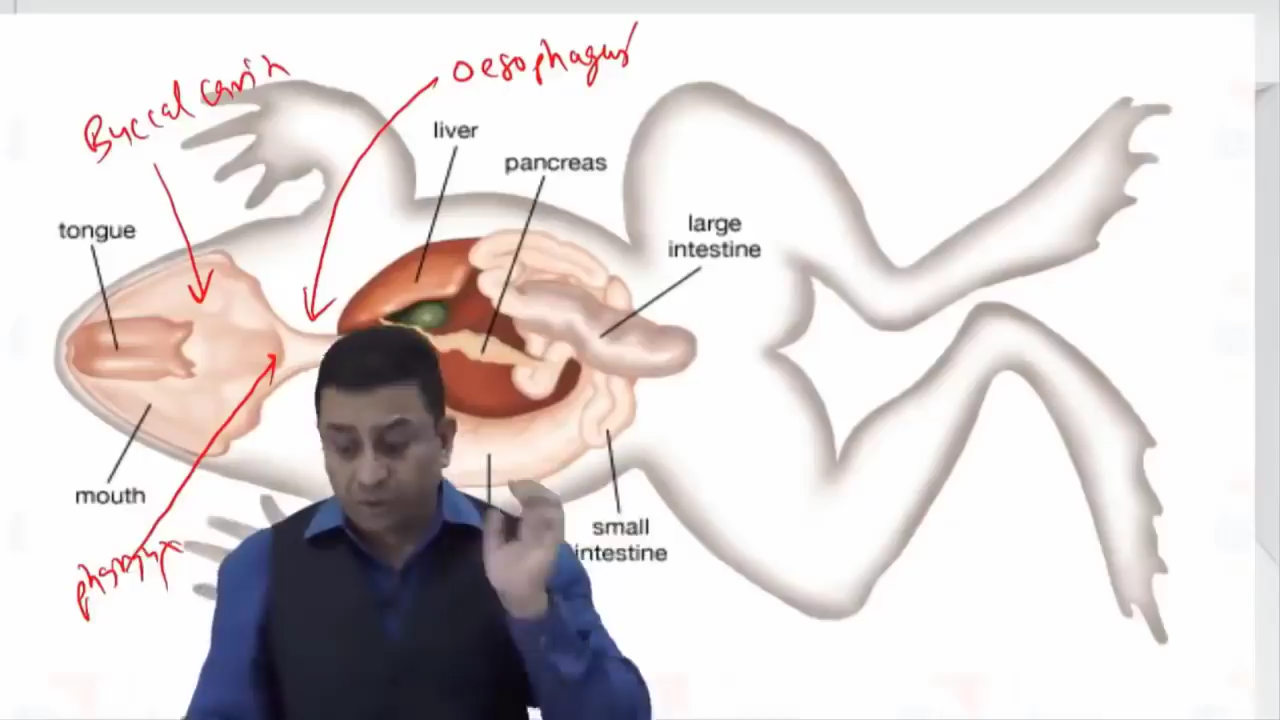 oesophagus
Buccal cavity
liver
pancreas
large
intestine
tongue
mouth
small
intestine
pharynx